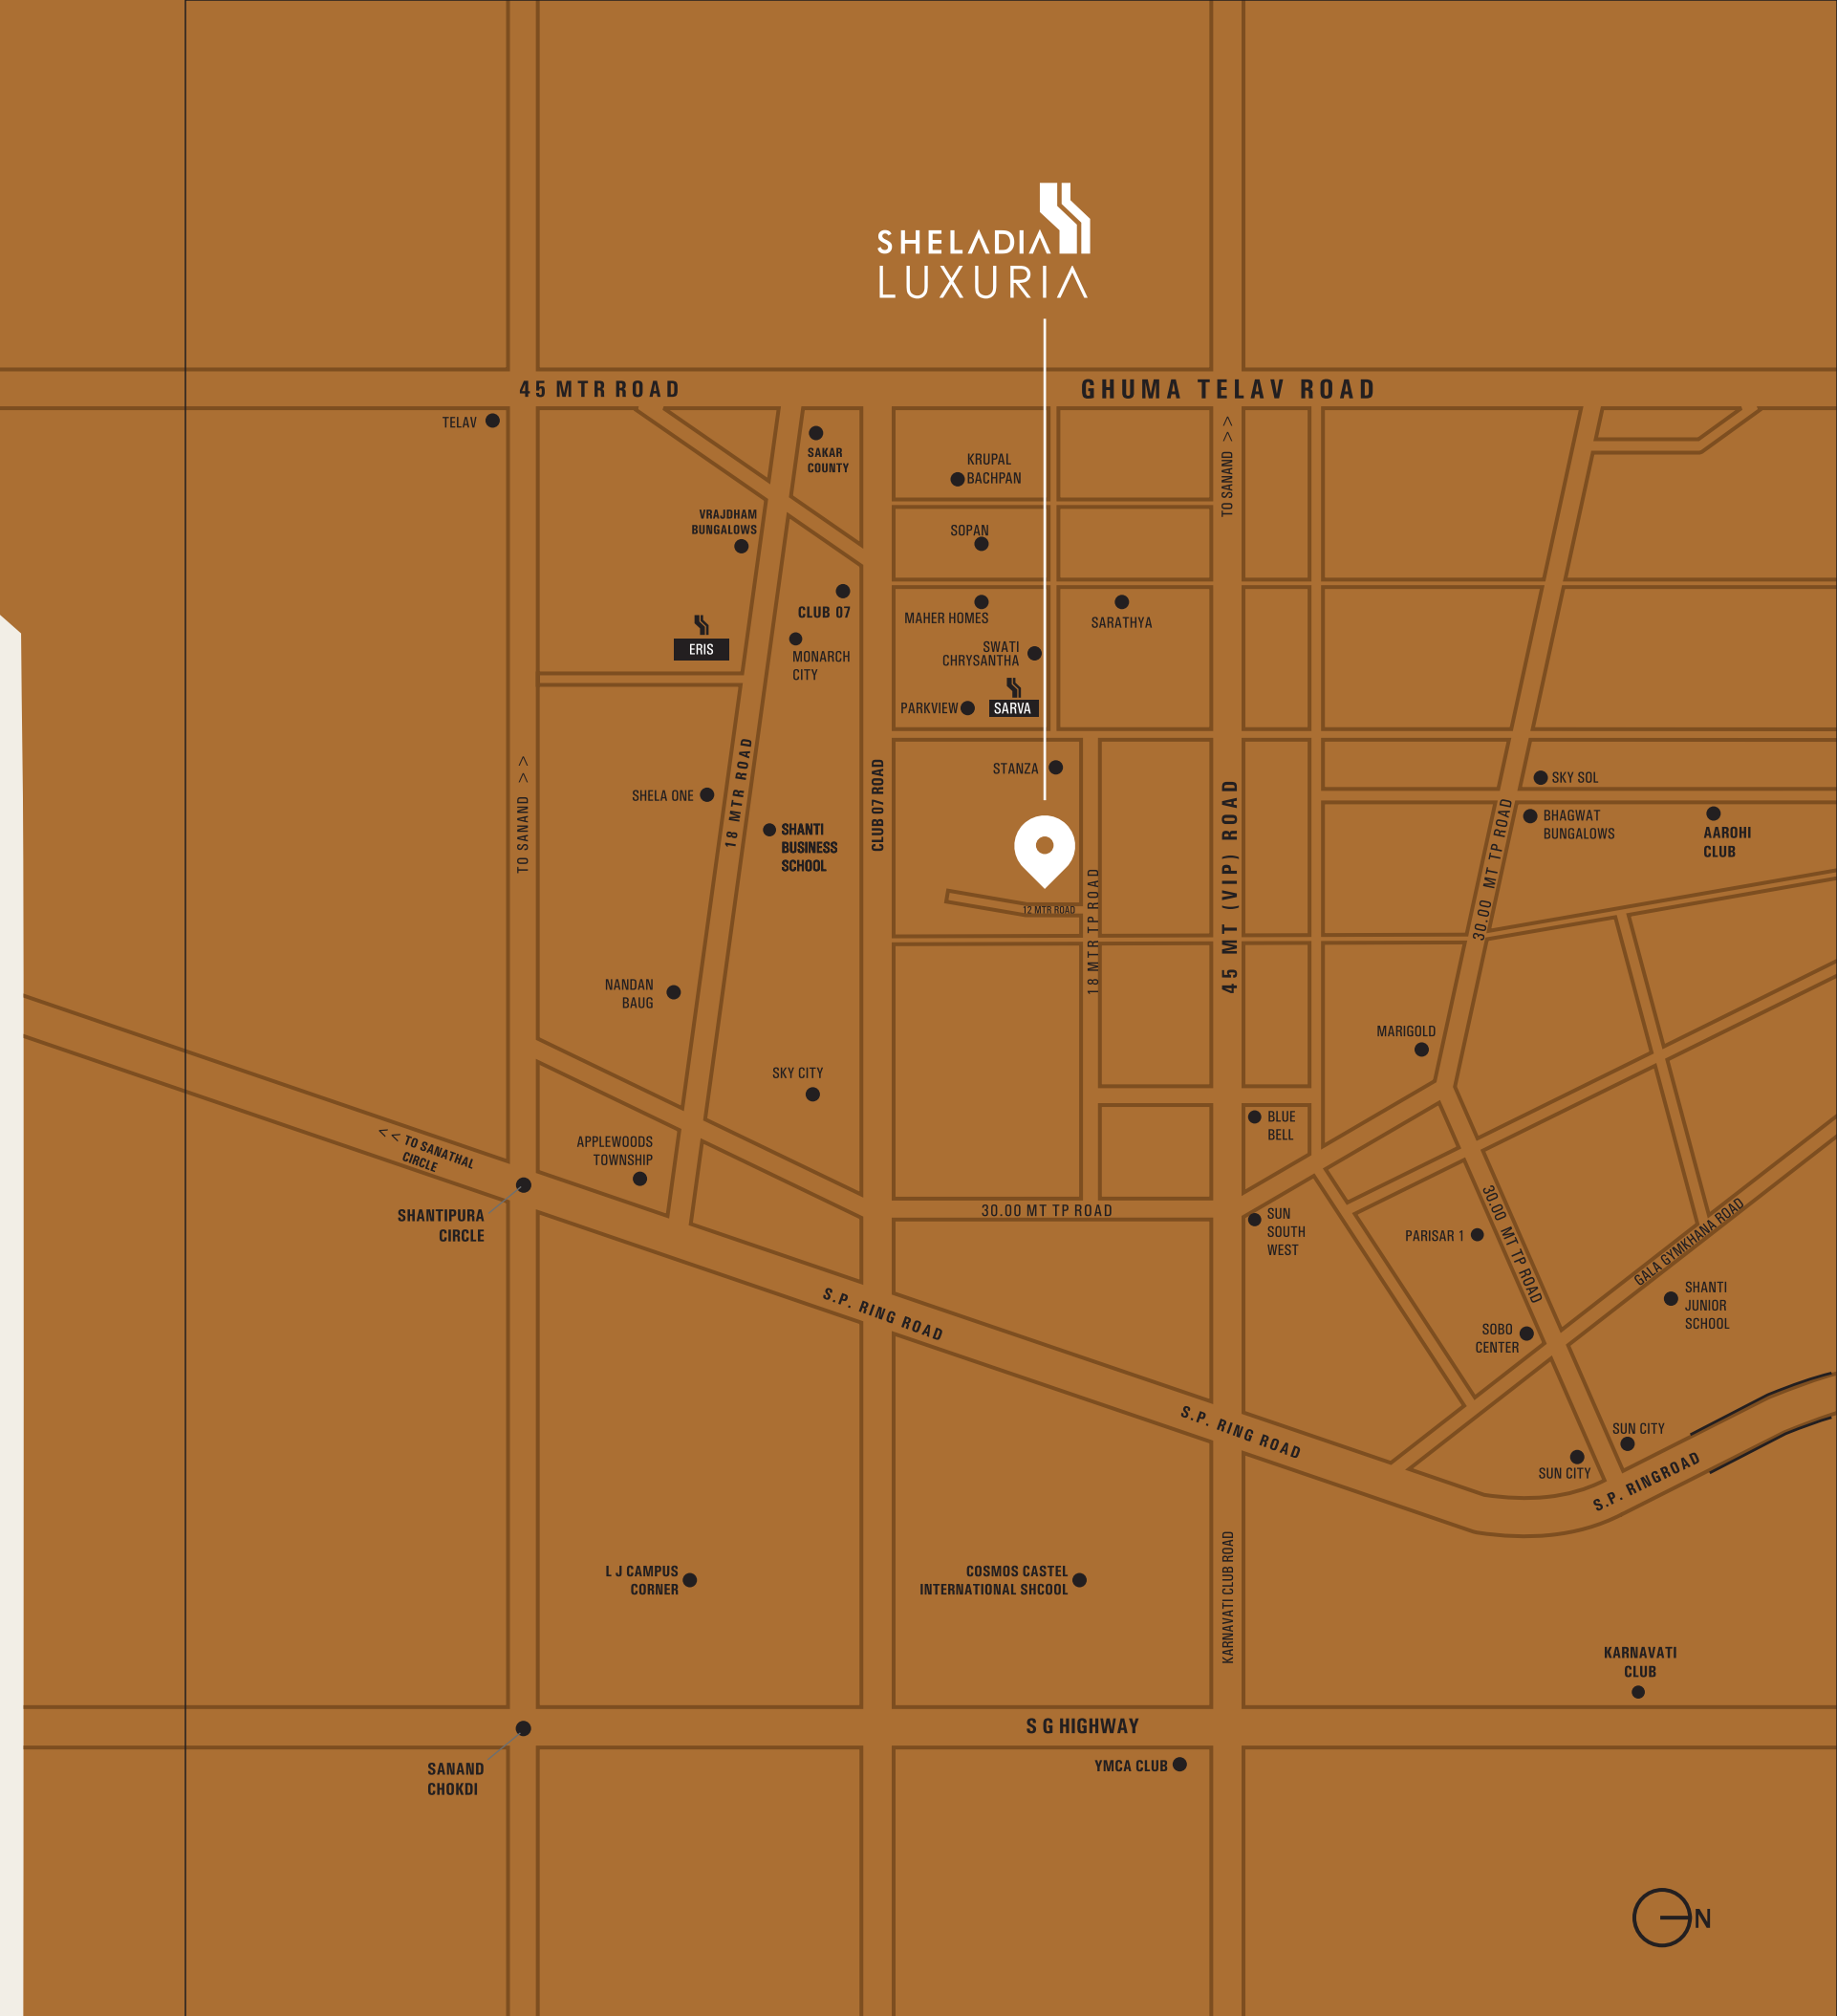 SHELADIA
LUXURIA
45 MTR ROAD
GHUMA TELAV ROAD
TELAV
SAKAR
COUNTY
KRUPAL
BACHPAN
TO SANAND > >
VRAJDHAM
BUNGALOWS
SOPAN
CLUB 07
MAHER HOMES
SARATHYA
ERIS
MONARCH
CITY
SWATI
CHRYSANTHA
PARKVIEW
SARVA
STANZA
SKY SOL
TO SANAND > >
SHELA ONE
18 MTR ROAD
SHANTI
BUSINESS
SCHOOL
CLUB 07 ROAD
45 MT (VIP) ROAD
30.00 MT TP ROAD
BHAGWAT
BUNGALOWS
AAROHI
CLUB
12 MTR ROAD
18 MTR TP ROAD
NANDAN
BAUG
MARIGOLD
SKY CITY
BLUE
BELL
< < TO SANATHAL
CIRCLE
APPLEWOODS
TOWNSHIP
SHANTIPURA
CIRCLE
30.00 MT TP ROAD
SUN
SOUTH
WEST
PARISAR 1
30.00 MT TP ROAD
GALA GYMKHANA ROAD
SHANTI
JUNIOR
SCHOOL
S.P. RING ROAD
SOBO
CENTER
S.P. RING ROAD
SUN CITY
SUN CITY
S.P. RINGROAD
L J CAMPUS
CORNER
COSMOS CASTEL
INTERNATIONAL SHCOOL
KARNAVATI CLUB ROAD
KARNAVATI
CLUB
S G HIGHWAY
SANAND
CHOKDI
YMCA CLUB
N